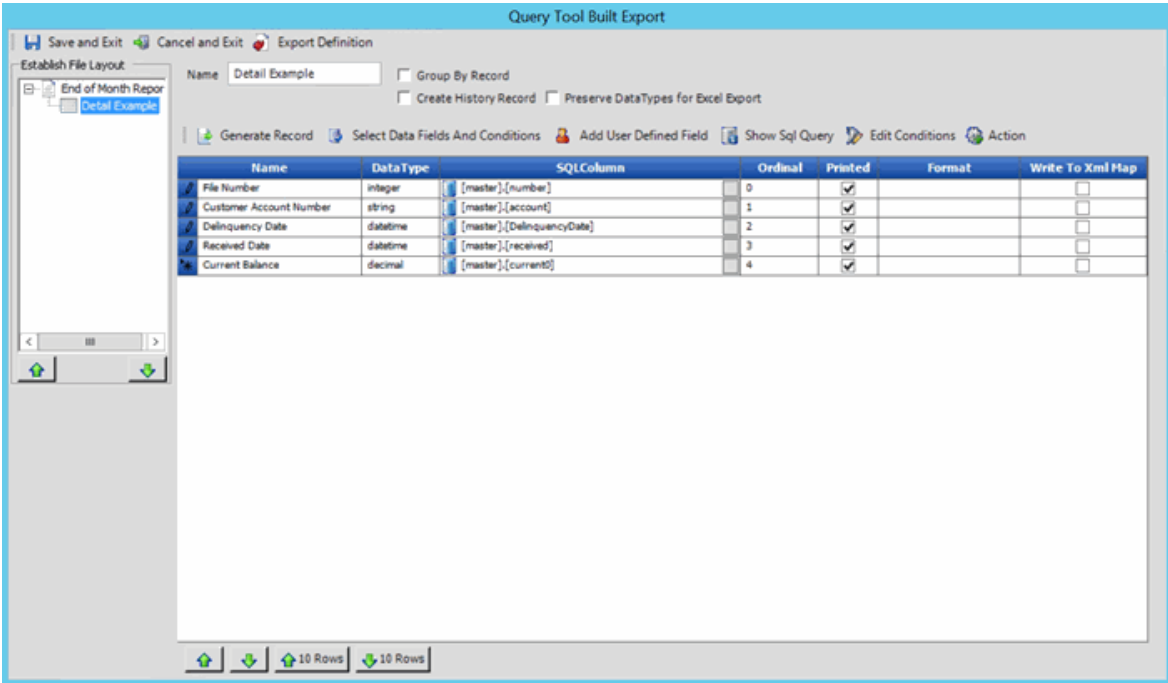 Query Tool Built Export
Save and Exit Cancel and Exit Export Definition
Establish File Layout
End of Month Repor
Detail Example
Name Detail Example Group By Record
Create History Record Preserve DataTypes for Excel Export
Generate Record Select Data Fields And Conditions Add User Defined Field Show Sql Query Edit Conditions Action
Name DataType SQLColumn Ordinal Printed Format Write To Xml Map
File Number integer [master].[number] 0
Customer Account Number string [master].[account] 1
Delinquency Date datetime [master].[DelinquencyDate] 2
Received Date datetime [master].[received] 3
Current Balance decimal [master].[current0] 4
10 Rows 10 Rows